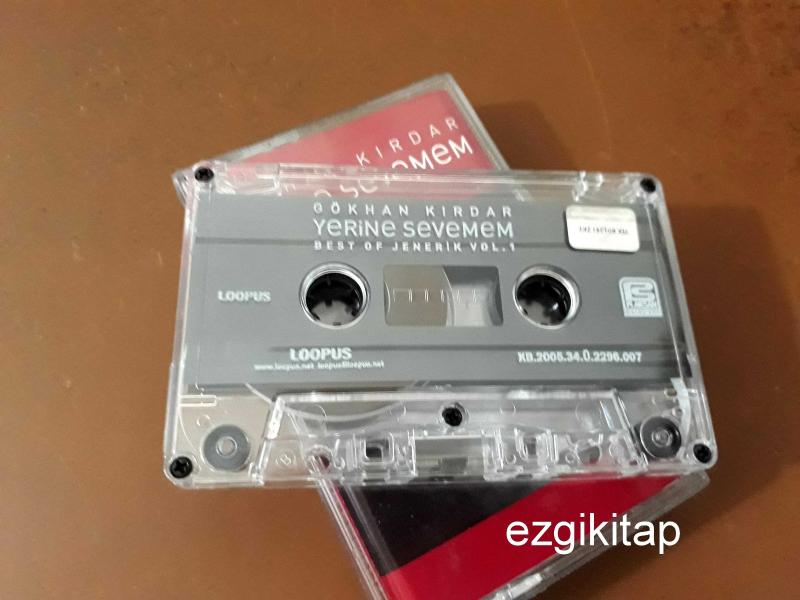 KIRDAR
SEVEMEM
GÖKHAN KIRDAR
YERİNE SEVEMEM
BEST OF JENERİK VOL.1
LOOPUS
LOOPUS
www.loopus.net loopus@loopus.net
KB.2005.34.Ü.2296.007
ezgikitap